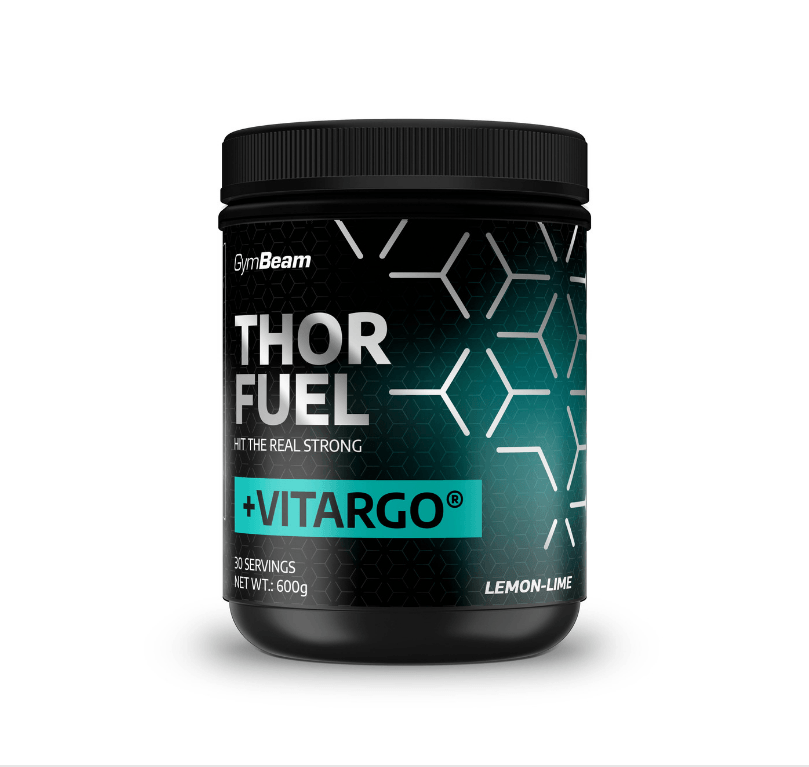 GymBeam
THOR
FUEL
HIT THE REAL STRONG
+VITARGO®
30 SERVINGS
NET WT.: 600g
LEMON-LIME